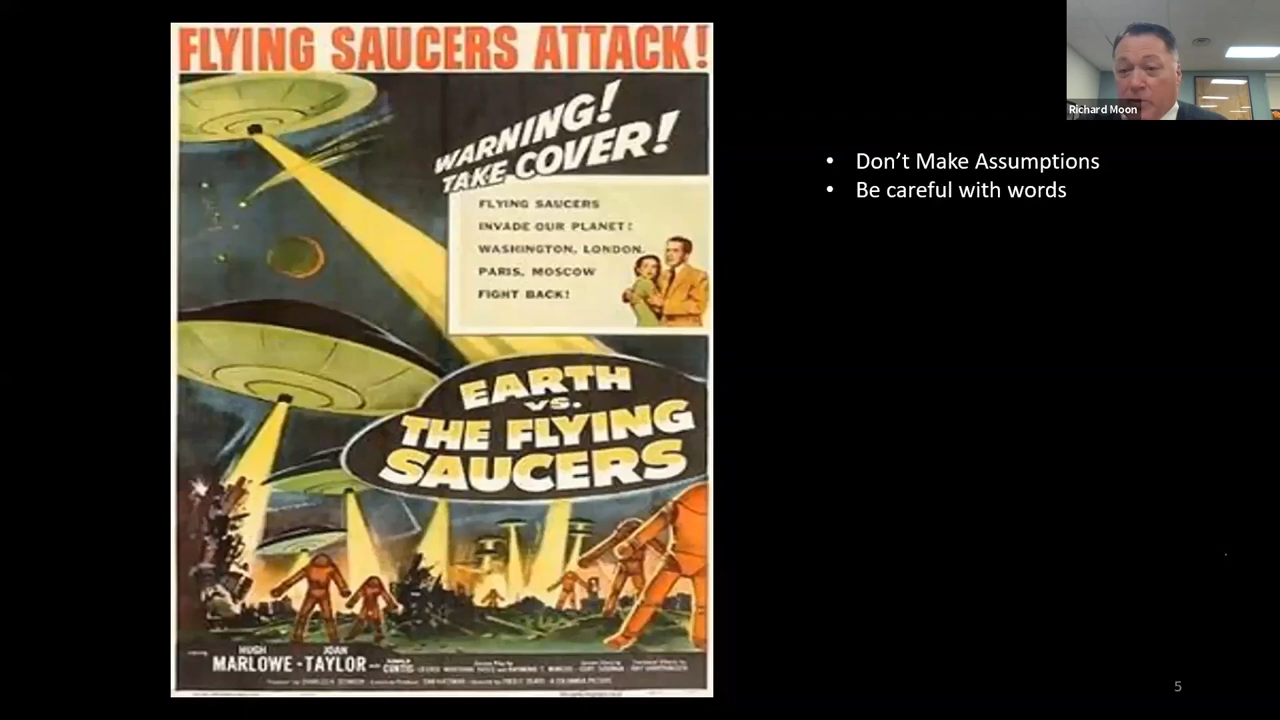 FLYING SAUCERS ATTACK!
WARNING!
TAKE COVER!
FLYING SAUCERS
INVADE OUR PLANET!
WASHINGTON, LONDON,
PARIS, MOSCOW
FIGHT BACK!
EARTH
vs.
THE FLYING
SAUCERS
HUGH JOAN
MARLOWE - TAYLOR
CURTIS
Richard Moon
• Don’t Make Assumptions
• Be careful with words
5